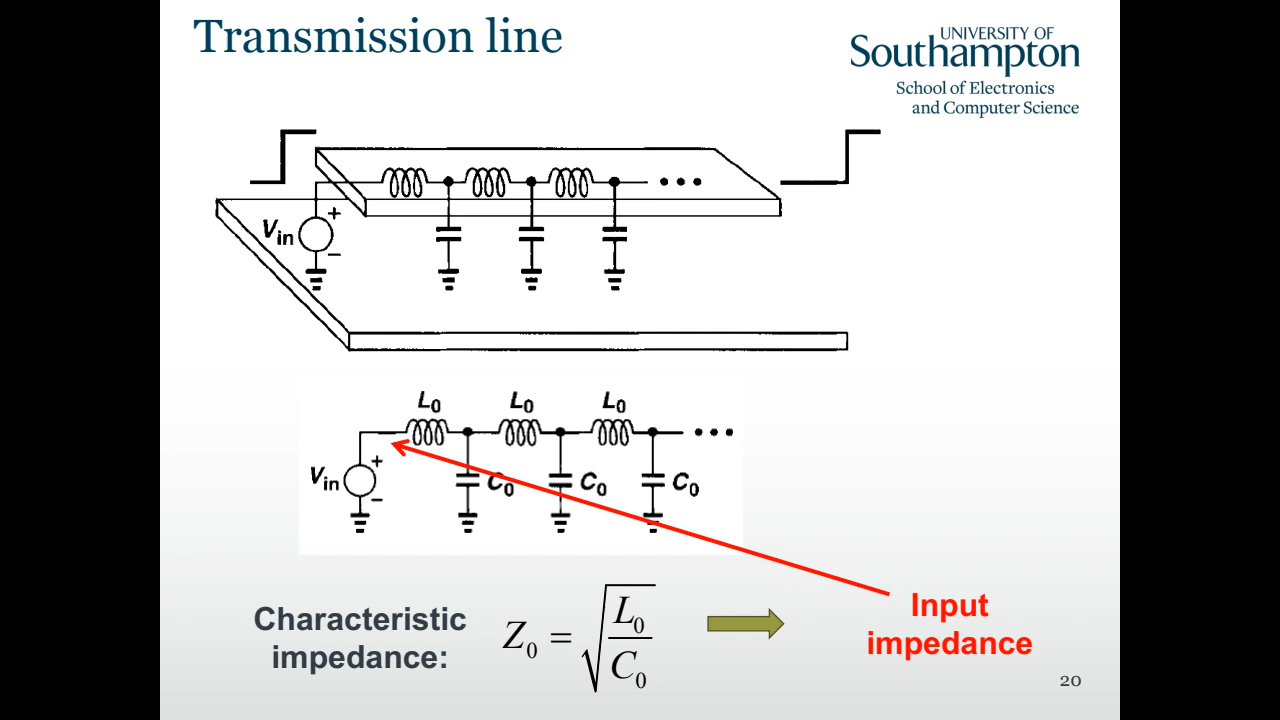 Transmission line
UNIVERSITY OF
Southampton
School of Electronics
and Computer Science
+
Vin
−
L0 L0 L0
+
Vin
−
C0 C0 C0
Characteristic
impedance:
Z0 = √(L0/C0)
Input
impedance
20